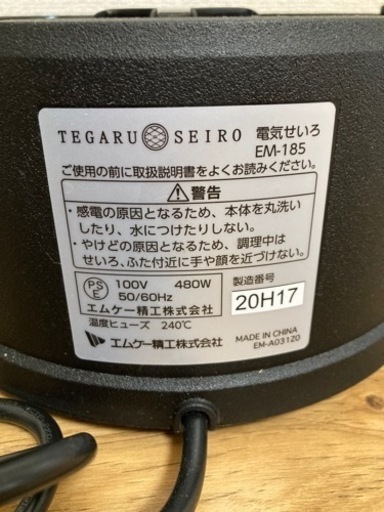 TEGARU SEIRO 電気せいろ
EM-185
ご使用の前に取扱説明書をよくお読みください。
警告
・感電の原因となるため、本体を丸洗い
したり、水につけたりしない。
・やけどの原因となるため、調理中は
せいろ、ふた付近に手や顔を近づけない。
PSE 100V 480W
50/60Hz
エムケー精工株式会社
温度ヒューズ 240℃
製造番号
20H17
エムケー精工株式会社
MADE IN CHINA
EM-A031Z0